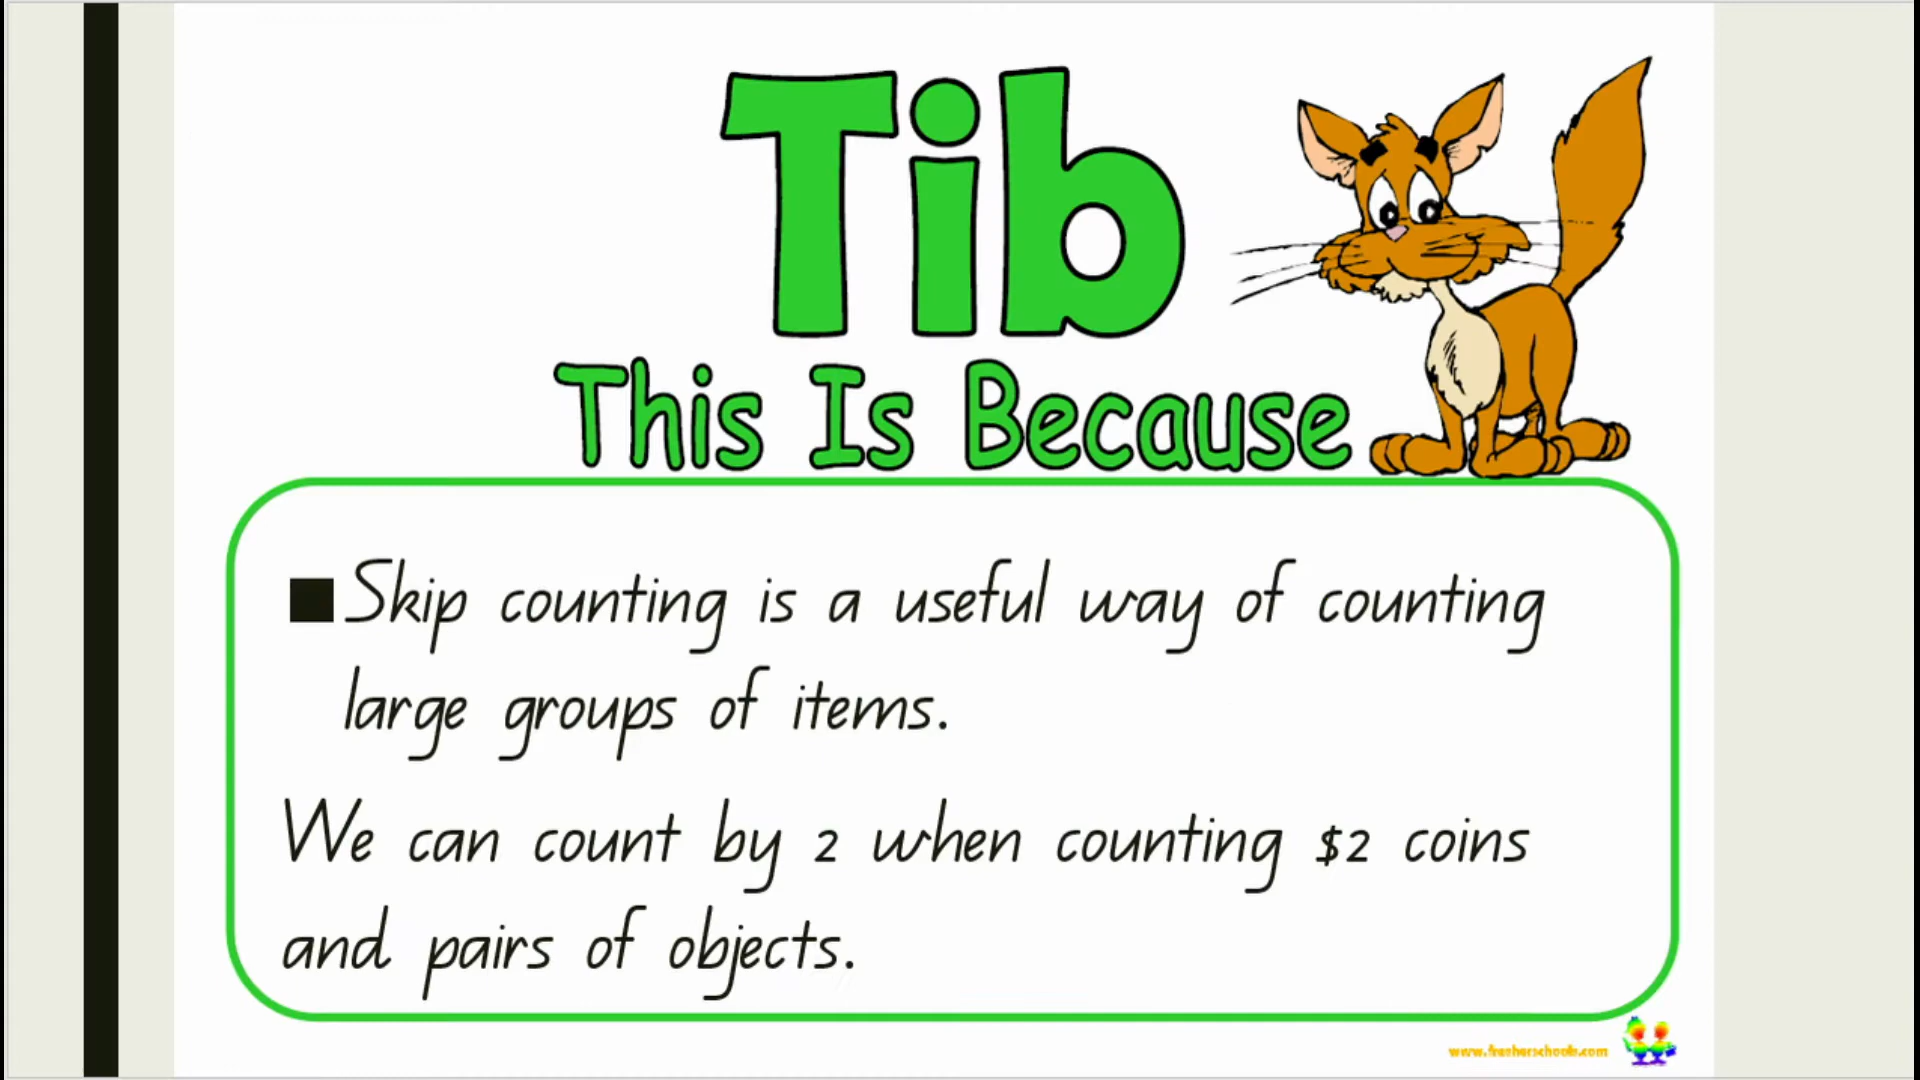 Tib
This Is Because
Skip counting is a useful way of counting
large groups of items.
We can count by 2 when counting $2 coins
and pairs of objects.